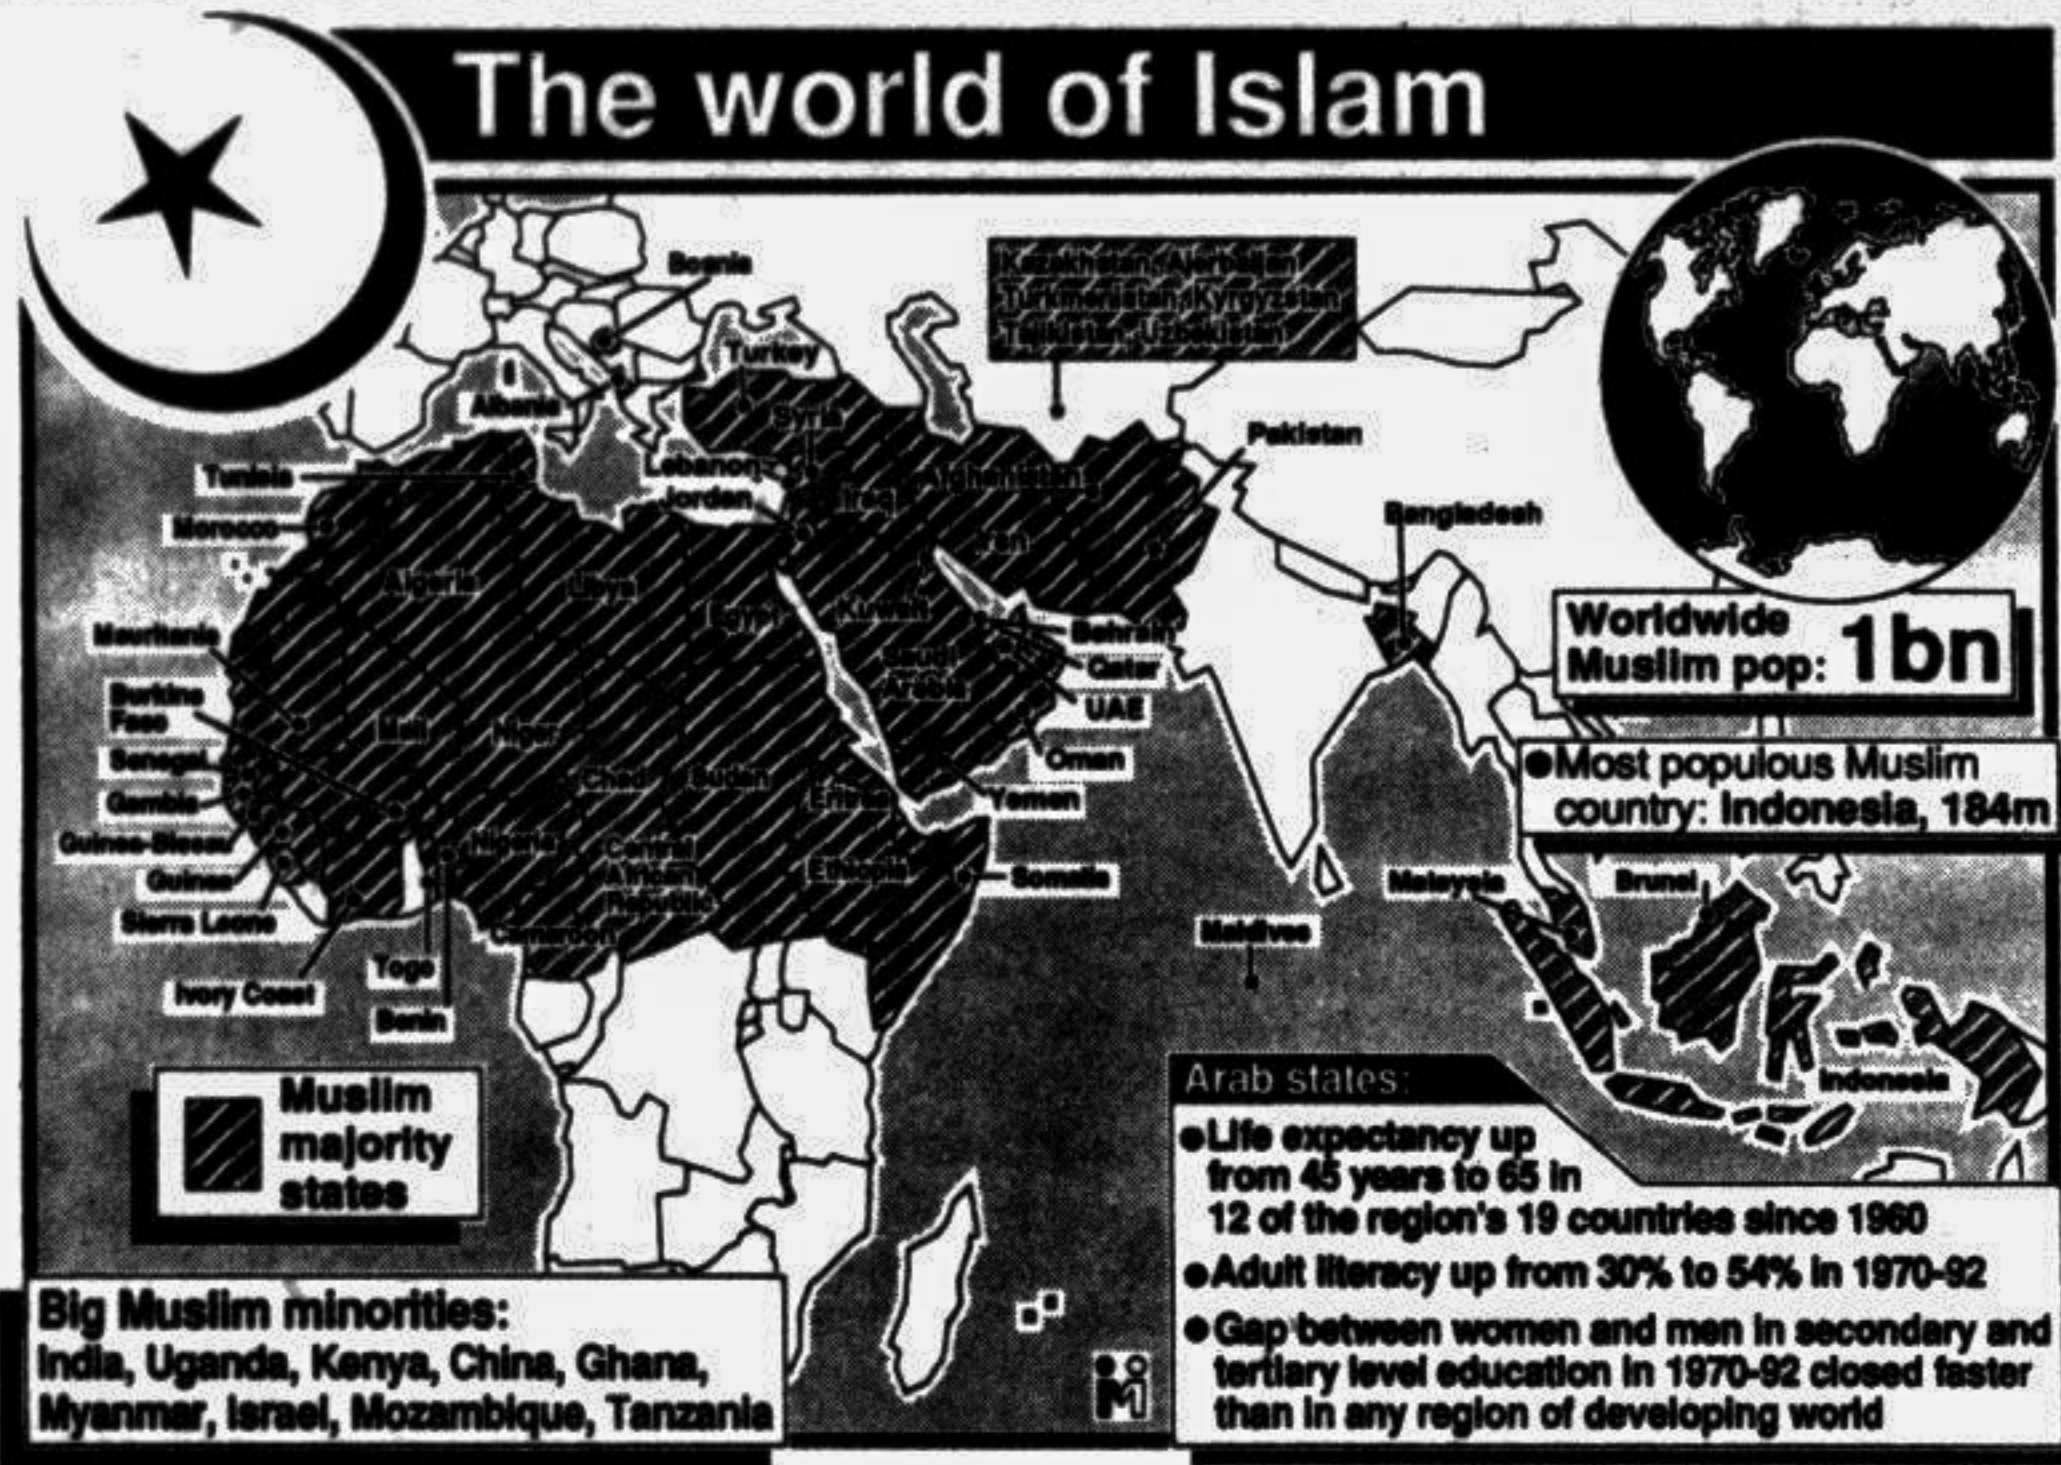 The world of Islam
Bosnia
Kazakhstan, Ajerbaijan
Turkmenistan, Kyrgyzstan
Tajikistan, Uzbekistan
Turkey
Albania
Syria
Pakistan
Tunisia
Lebanon
Jordan
Iraq
Afghanistan
Morocco
Bangladesh
Iran
Algeria
Libya
Egypt
Kuwait
Worldwide
Muslim pop: 1bn
Mauritania
Bahrain
Saudi
Arabia
Qatar
UAE
Burkina
Faso
Mali
Niger
Oman
Senegal
Chad
Sudan
Most populous Muslim
country: Indonesia, 184m
Gambia
Eritrea
Yemen
Guinea-Bissau
Nigeria
Central
African
Republic
Ethiopia
Somalia
Guinea
Malaysia
Brunei
Sierra Leone
Cameroon
Maldives
Togo
Ivory Coast
Benin
Indonesia
Muslim
majority
states
Arab states:
Life expectancy up
from 45 years to 65 in
12 of the region's 19 countries since 1960
Adult literacy up from 30% to 54% in 1970-92
Gap between women and men in secondary and
tertiary level education in 1970-92 closed faster
than in any region of developing world
Big Muslim minorities:
India, Uganda, Kenya, China, Ghana,
Myanmar, Israel, Mozambique, Tanzania